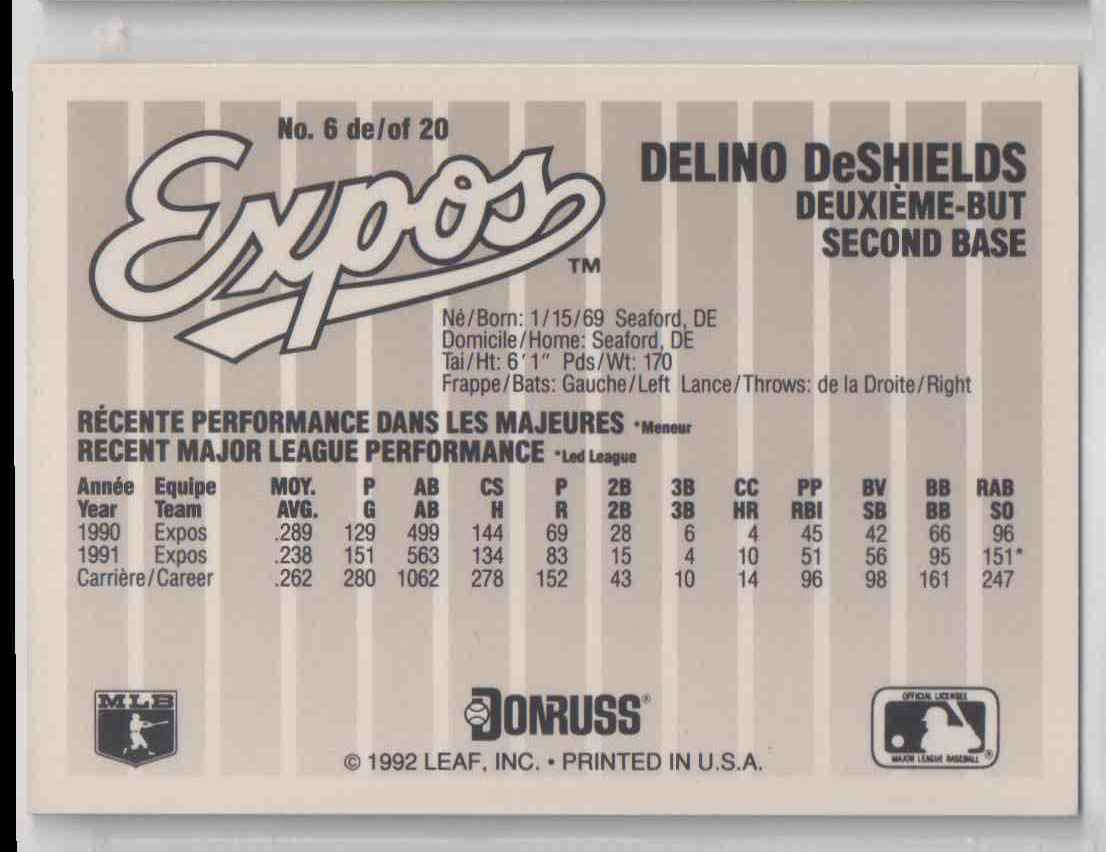 No. 6 de/of 20
Expos
TM
DELINO DeSHIELDS
DEUXIÈME-BUT
SECOND BASE
Né/Born: 1/15/69 Seaford, DE
Domicile/Home: Seaford, DE
Tai/Ht: 6'1" Pds/Wt: 170
Frappe/Bats: Gauche/Left Lance/Throws: de la Droite/Right
RÉCENTE PERFORMANCE DANS LES MAJEURES *Meneur
RECENT MAJOR LEAGUE PERFORMANCE *Led League
Année Equipe MOY. P AB CS P 2B 3B CC PP BV BB RAB
Year Team AVG. G AB H R 2B 3B HR RBI SB BB SO
1990 Expos .289 129 499 144 69 28 6 4 45 42 66 96
1991 Expos .238 151 563 134 83 15 4 10 51 56 95 151*
Carrière/Career .262 280 1062 278 152 43 10 14 96 98 161 247
MLB
DONRUSS®
OFFICIAL LICENSEE
MAJOR LEAGUE BASEBALL ®
© 1992 LEAF, INC. • PRINTED IN U.S.A.